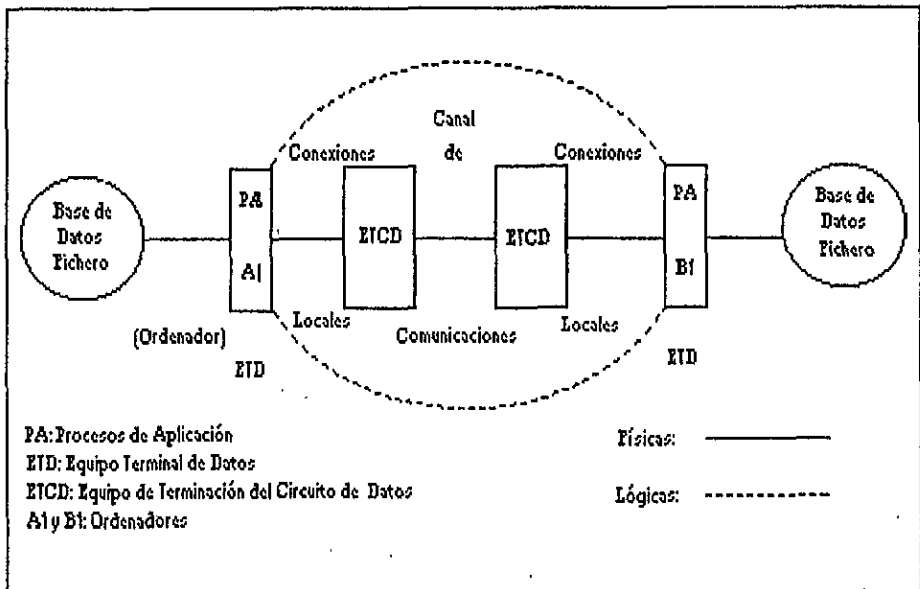 Canal
de
Conexiones
Conexiones
Base de
Datos
Fichero
PA
A1
ETCD
ETCD
PA
B1
Base de
Datos
Fichero
(Ordenador)
Locales
Comunicaciones
Locales
ETD
ETD
PA: Procesos de Aplicación
ETD: Equipo Terminal de Datos
ETCD: Equipo de Terminación del Circuito de Datos
A1 y B1: Ordenadores
Físicas:
Lógicas: